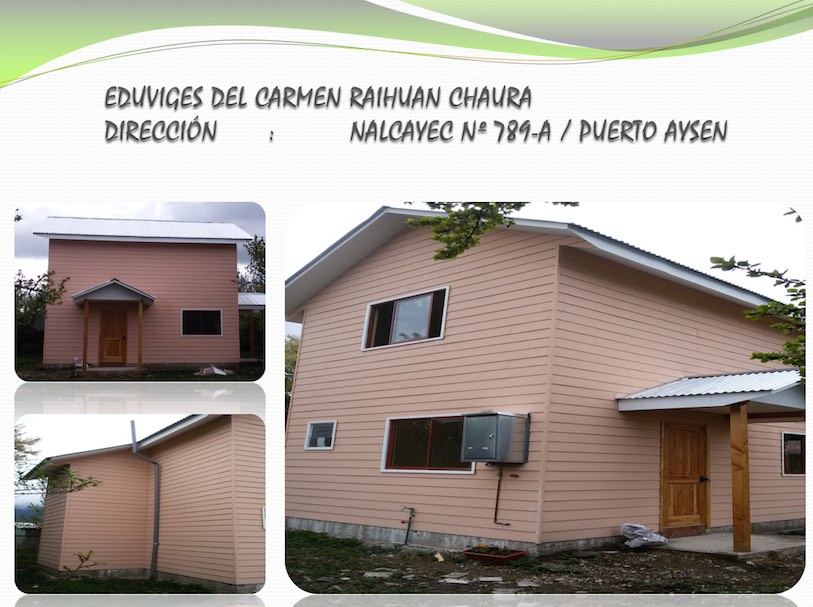 EDUVIGES DEL CARMEN RAIHUAN CHAURA
DIRECCIÓN : NALCAYEC Nº 789-A / PUERTO AYSEN